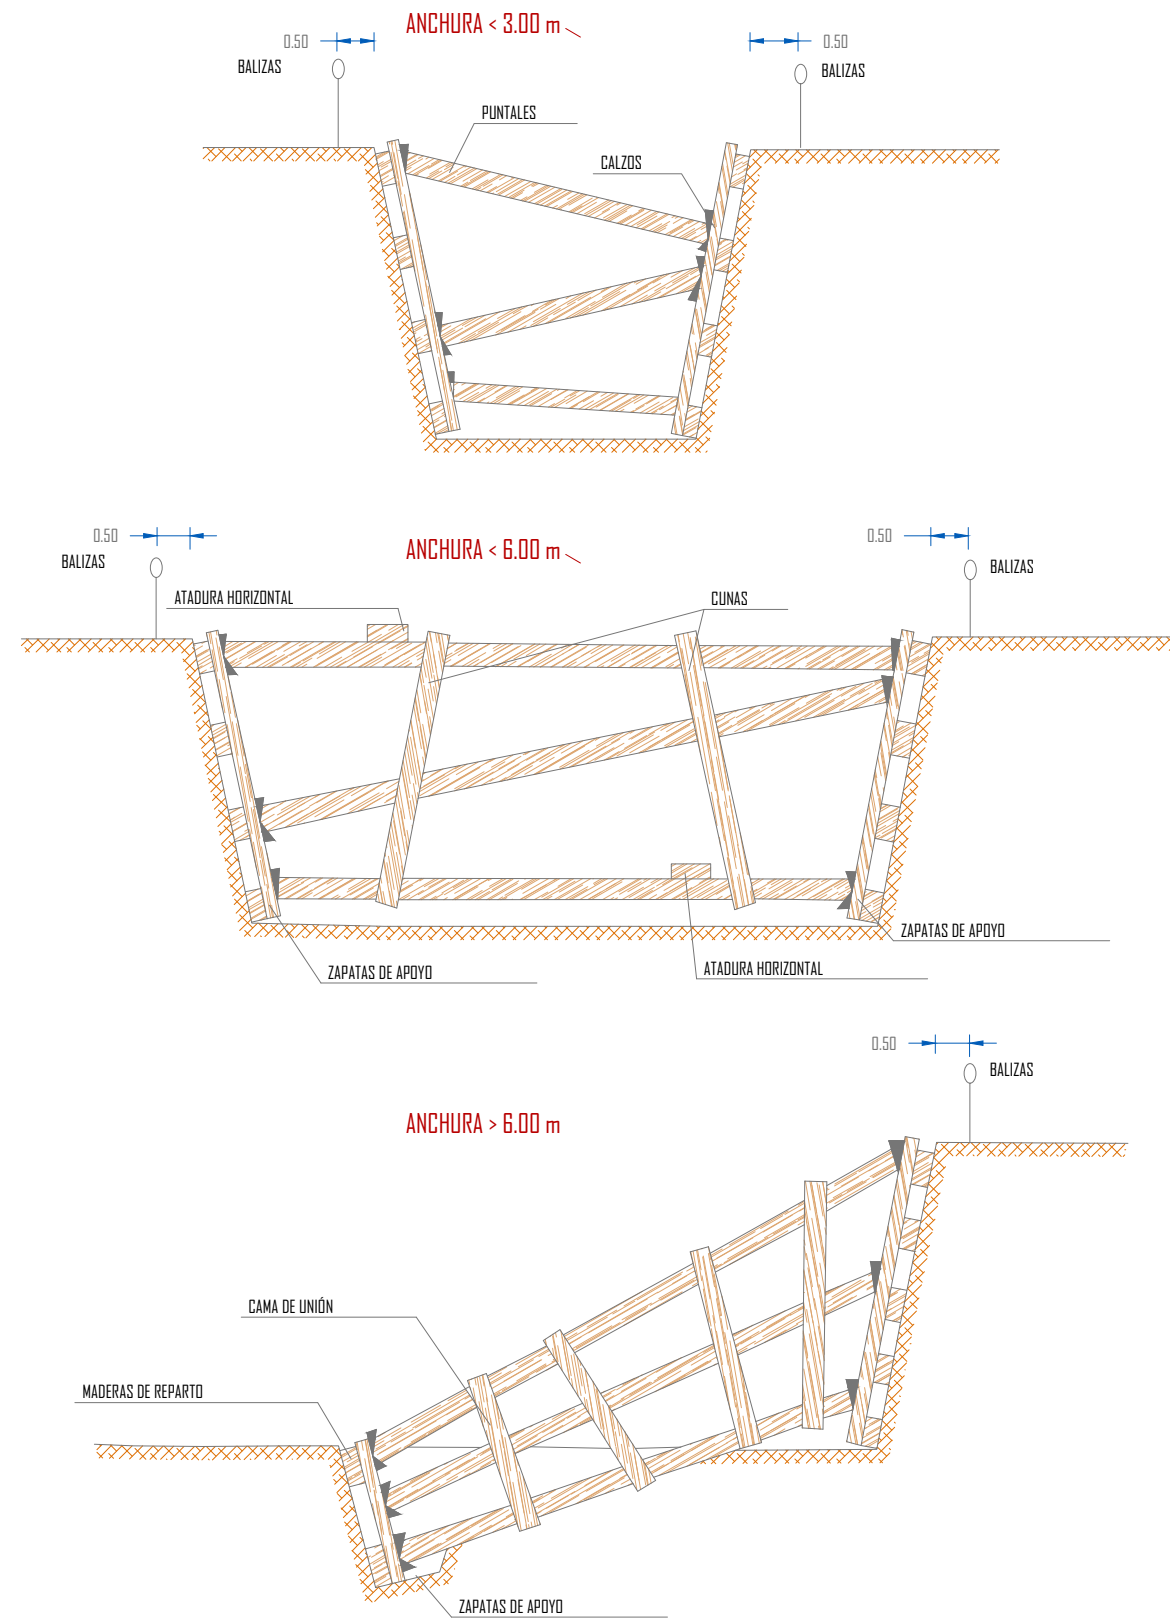 ANCHURA < 3.00 m
0.50
0.50
BALIZAS
BALIZAS
PUNTALES
CALZOS
0.50
0.50
ANCHURA < 6.00 m
BALIZAS
BALIZAS
ATADURA HORIZONTAL
CUNAS
ZAPATAS DE APOYO
ZAPATAS DE APOYO
ATADURA HORIZONTAL
0.50
BALIZAS
ANCHURA > 6.00 m
CAMA DE UNIÓN
MADERAS DE REPARTO
ZAPATAS DE APOYO